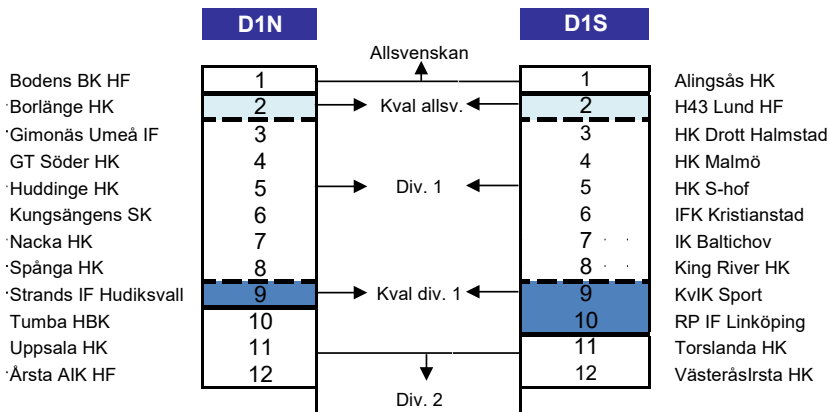 D1N D1S
Allsvenskan
Bodens BK HF 1 1 Alingsås HK
Borlänge HK 2 Kval allsv. 2 H43 Lund HF
Gimonäs Umeå IF 3 3 HK Drott Halmstad
GT Söder HK 4 4 HK Malmö
Huddinge HK 5 Div. 1 5 HK S-hof
Kungsängens SK 6 6 IFK Kristianstad
Nacka HK 7 7 IK Baltichov
Spånga HK 8 8 King River HK
Strands IF Hudiksvall 9 Kval div. 1 9 KvIK Sport
Tumba HBK 10 10 RP IF Linköping
Uppsala HK 11 11 Torslanda HK
Årsta AIK HF 12 12 VästeråsIrsta HK
Div. 2